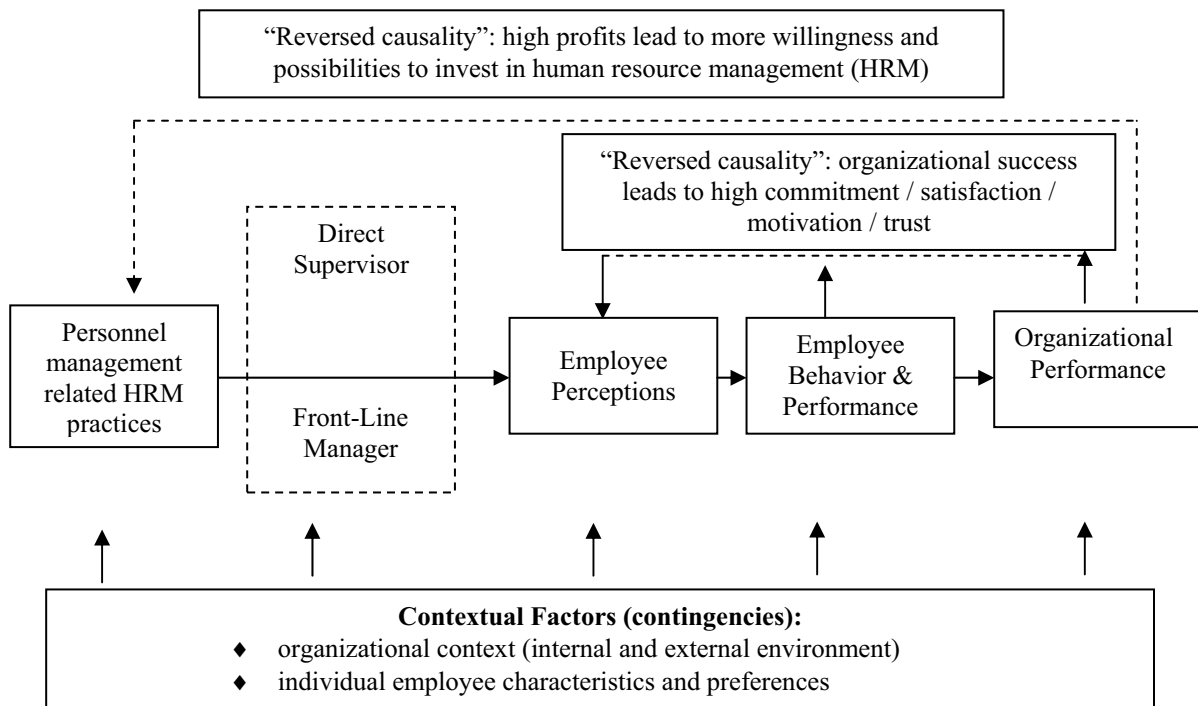 “Reversed causality”: high profits lead to more willingness and
possibilities to invest in human resource management (HRM)
“Reversed causality”: organizational success
leads to high commitment / satisfaction /
motivation / trust
Direct
Supervisor
Personnel
management
related HRM
practices
Front-Line
Manager
Employee
Perceptions
Employee
Behavior &
Performance
Organizational
Performance
Contextual Factors (contingencies):
♦ organizational context (internal and external environment)
♦ individual employee characteristics and preferences